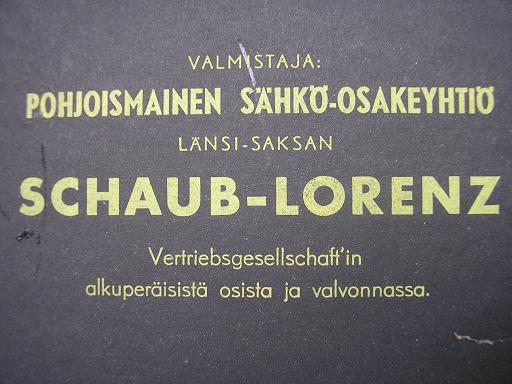 VALMISTAJA:
POHJOISMAINEN SÄHKÖ-OSAKEYHTIÖ
LÄNSI-SAKSAN
SCHAUB-LORENZ
Vertriebsgesellschaft'in
alkuperäisistä osista ja valvonnassa.